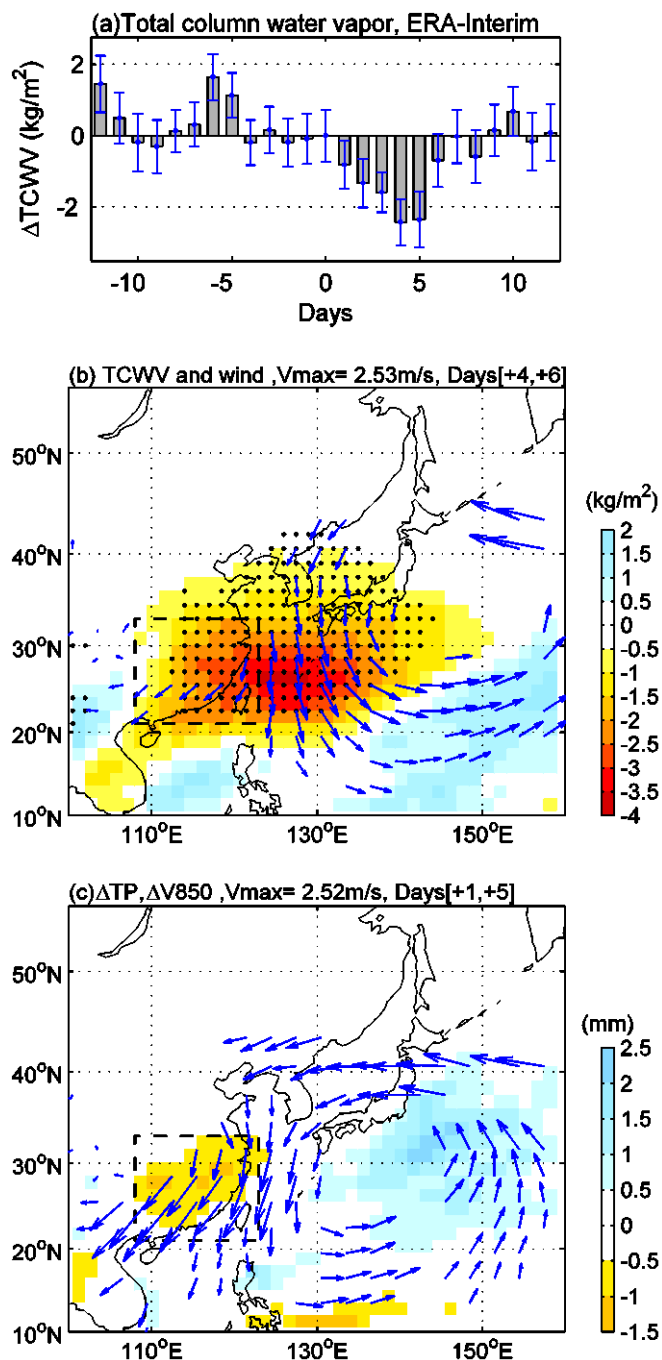 (a)Total column water vapor, ERA-Interim
ΔTCWV (kg/m²)
2
0
-2
-10 -5 0 5 10
Days
(b) TCWV and wind ,Vmax= 2.53m/s, Days[+4,+6]
50°N
40°N
30°N
20°N
10°N
110°E 130°E 150°E
(kg/m²)
2
1.5
1
0.5
0
-0.5
-1
-1.5
-2
-2.5
-3
-3.5
-4
(c)ΔTP,ΔV850 ,Vmax= 2.52m/s, Days[+1,+5]
50°N
40°N
30°N
20°N
10°N
110°E 130°E 150°E
(mm)
2.5
2
1.5
1
0.5
0
-0.5
-1
-1.5